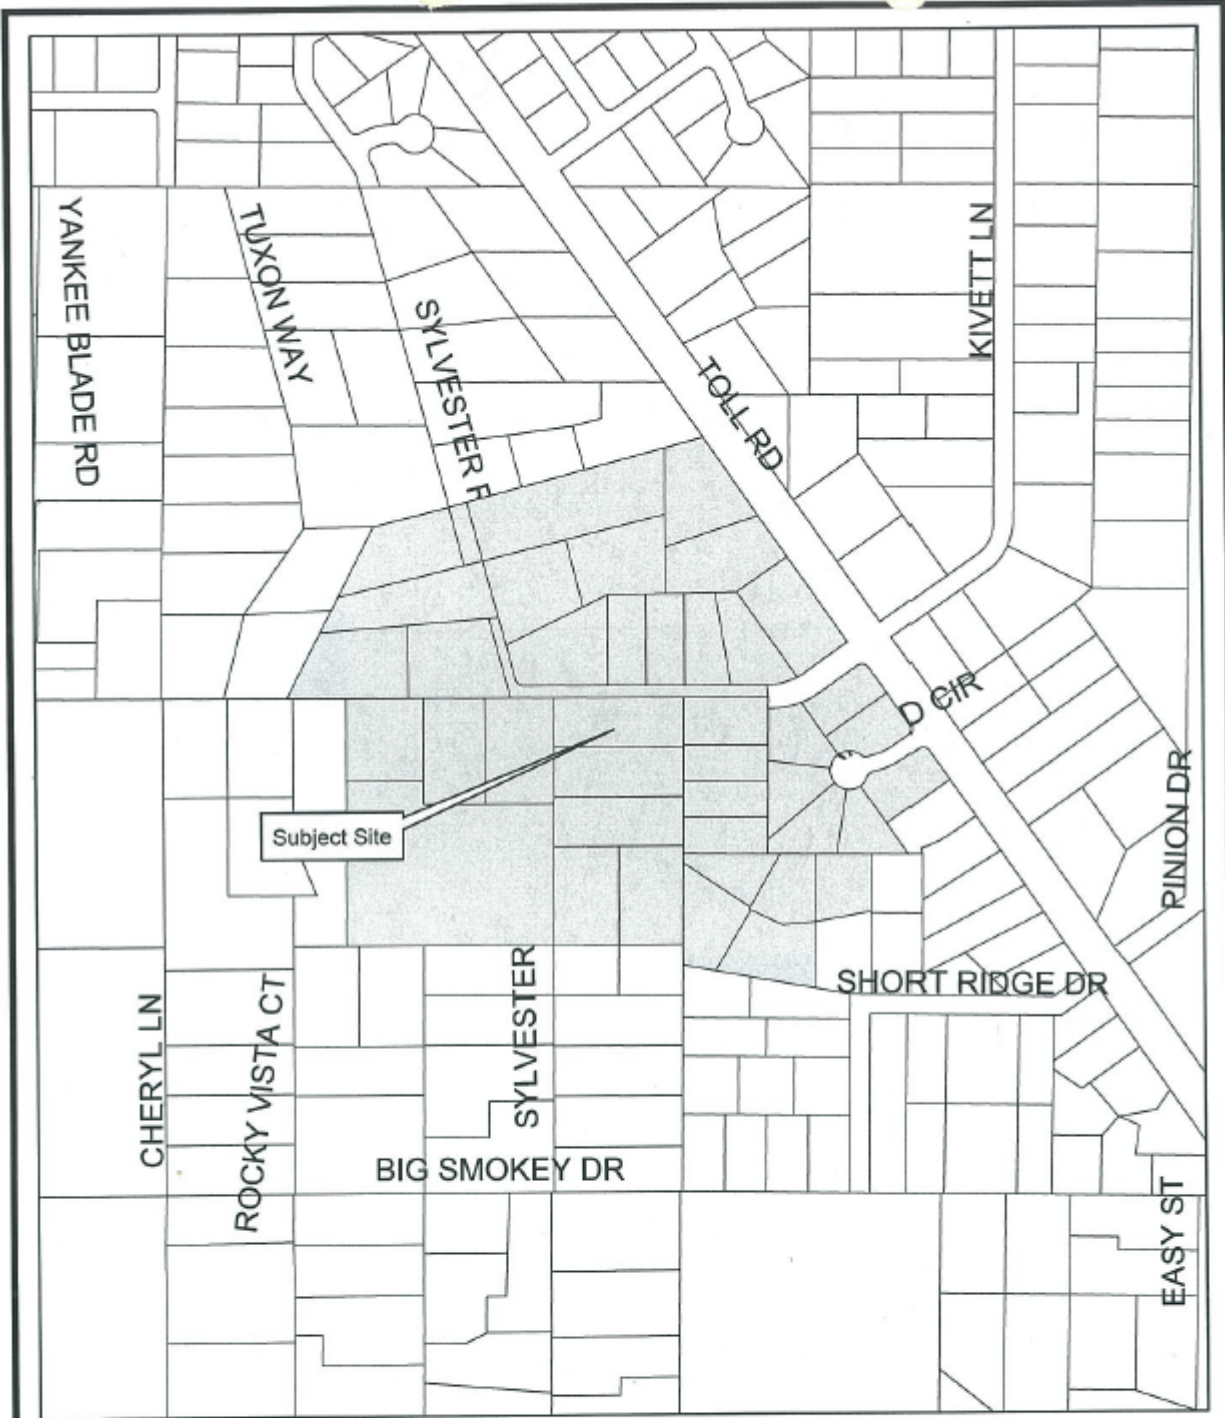 YANKEE BLADE RD
TUXON WAY
SYLVESTER R
TOLL RD
KIVETT LN
D CIR
Subject Site
PINION DR
SHORT RIDGE DR
CHERYL LN
ROCKY VISTA CT
SYLVESTER
BIG SMOKEY DR
EASY ST